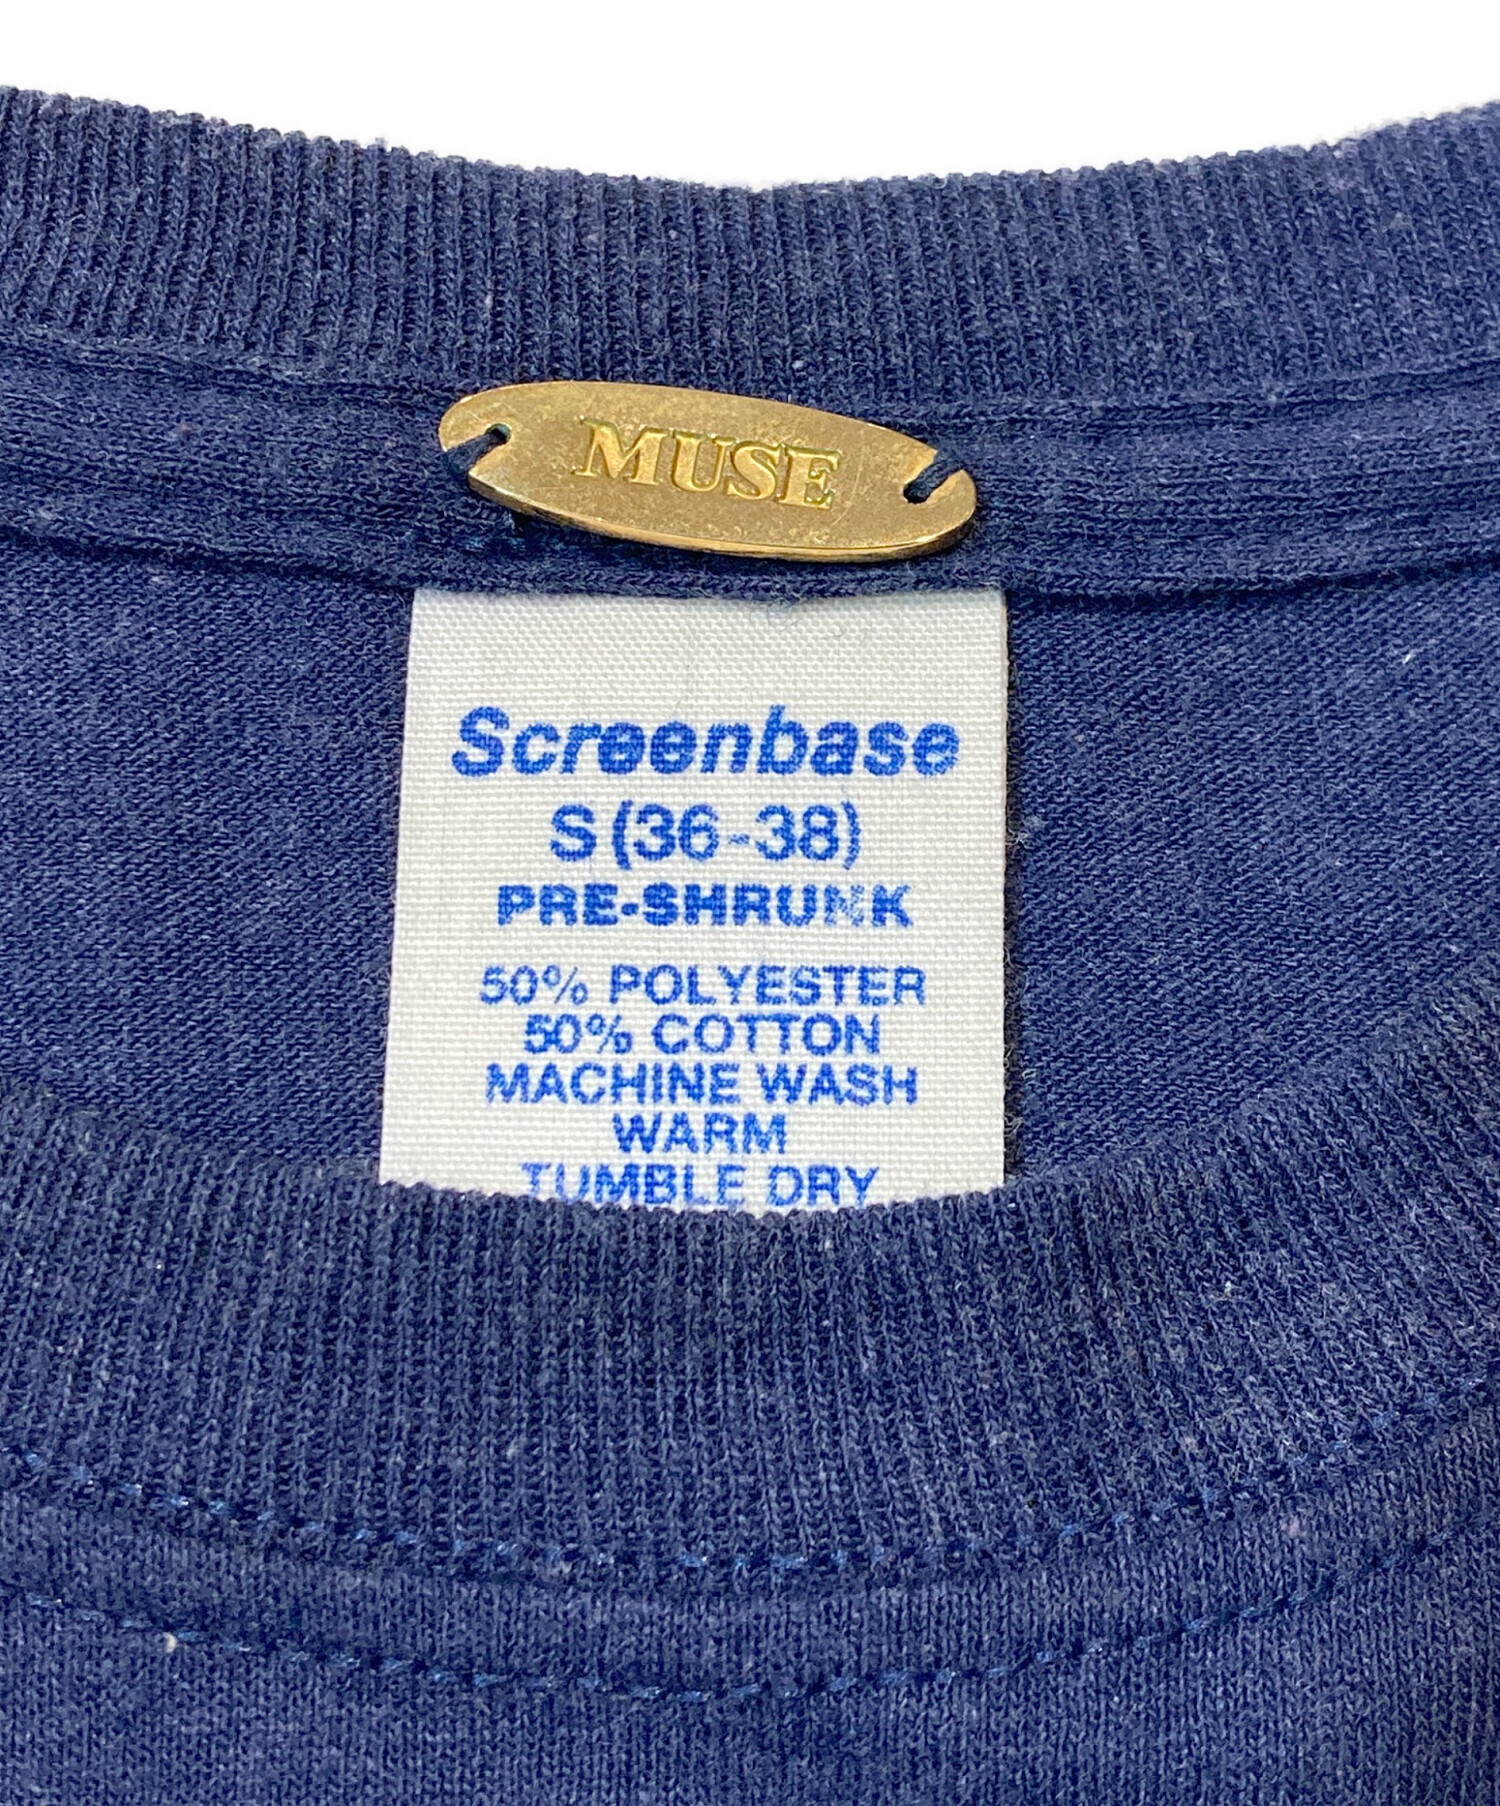 MUSE
Screenbase
S (36-38)
PRE-SHRUNK
50% POLYESTER
50% COTTON
MACHINE WASH
WARM
TUMBLE DRY